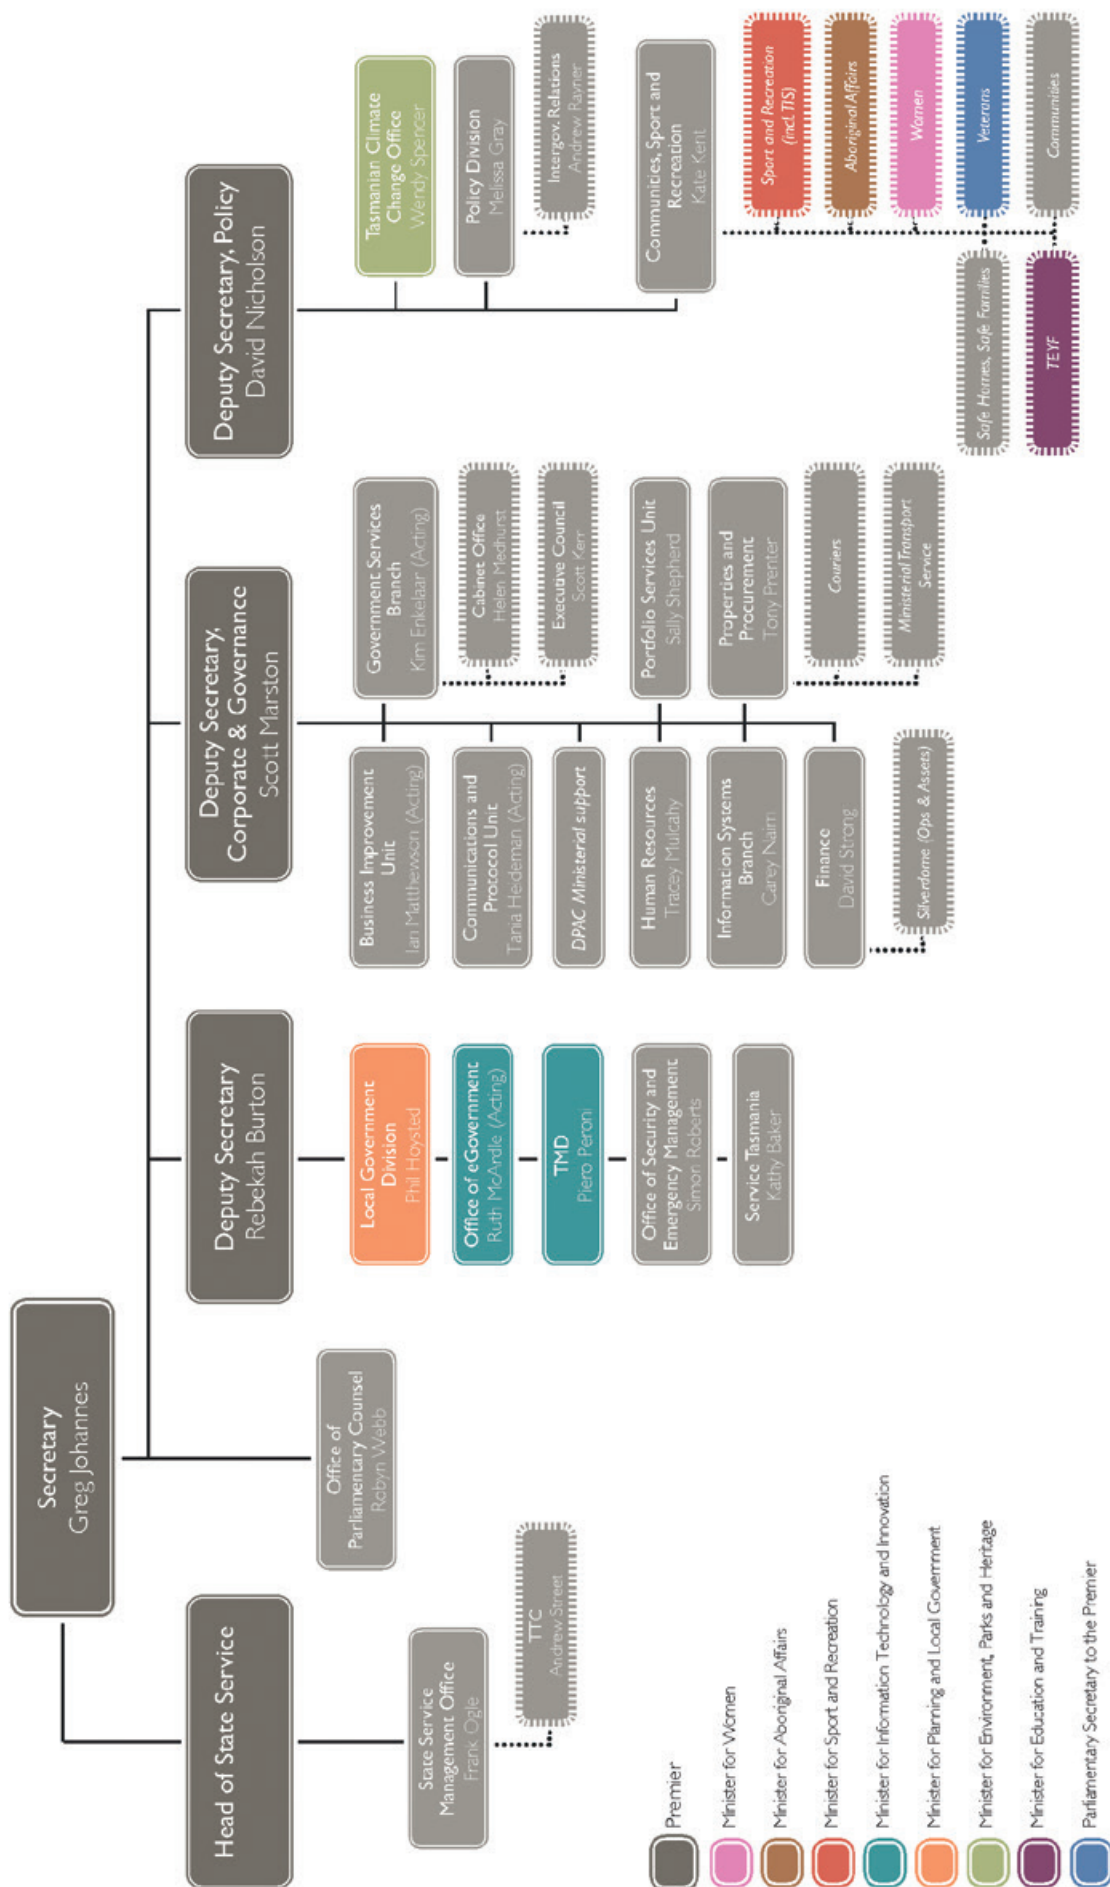 Secretary
Greg Johannes
Head of State Service
State Service
Management Office
Frank Ogle
TTC
Andrew Street
Office of
Parliamentary Counsel
Robyn Webb
Deputy Secretary
Rebekah Burton
Local Government
Division
Phil Hoysted
Office of eGovernment
Ruth McArdle (Acting)
TMD
Piero Peroni
Office of Security and
Emergency Management
Simon Roberts
Service Tasmania
Kathy Baker
Deputy Secretary,
Corporate & Governance
Scott Marston
Business Improvement
Unit
Ian Matthewson (Acting)
Communications and
Protocol Unit
Tania Hedeman (Acting)
DPAC Ministerial support
Human Resources
Tracey Mulcahy
Information Systems
Branch
Carey Nairn
Finance
David Strong
Silverdome (Ops & Assets)
Government Services
Branch
Kim Enkelaar (Acting)
Cabinet Office
Helen Medhurst
Executive Council
Scott Kerr
Portfolio Services Unit
Sally Shepherd
Properties and
Procurement
Tony Prenter
Couriers
Ministerial Transport
Service
Deputy Secretary, Policy
David Nicholson
Tasmanian Climate
Change Office
Wendy Spencer
Policy Division
Melissa Gray
Intergov. Relations
Andrew Rayner
Communities, Sport and
Recreation
Kate Kent
Sport and Recreation
(incl. TIS)
Aboriginal Affairs
Women
Veterans
Communities
Safe Homes, Safe Families
TEYF
Premier
Minister for Women
Minister for Aboriginal Affairs
Minister for Sport and Recreation
Minister for Information Technology and Innovation
Minister for Planning and Local Government
Minister for Environment, Parks and Heritage
Minister for Education and Training
Parliamentary Secretary to the Premier